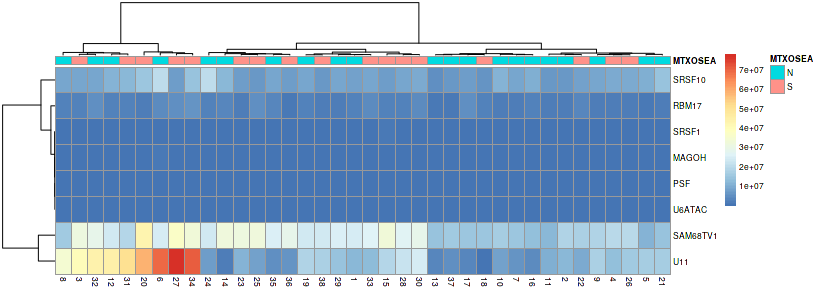 MTXOSEA
SRSF10
RBM17
SRSF1
MAGOH
PSF
U6ATAC
SAM68TV1
U11
8 3 32 12 31 20 6 27 34 24 14 23 25 35 36 19 38 29 1 33 15 28 30 13 37 17 18 10 7 16 11 2 22 9 4 26 5 21
7e+07
6e+07
5e+07
4e+07
3e+07
2e+07
1e+07
MTXOSEA
N
S